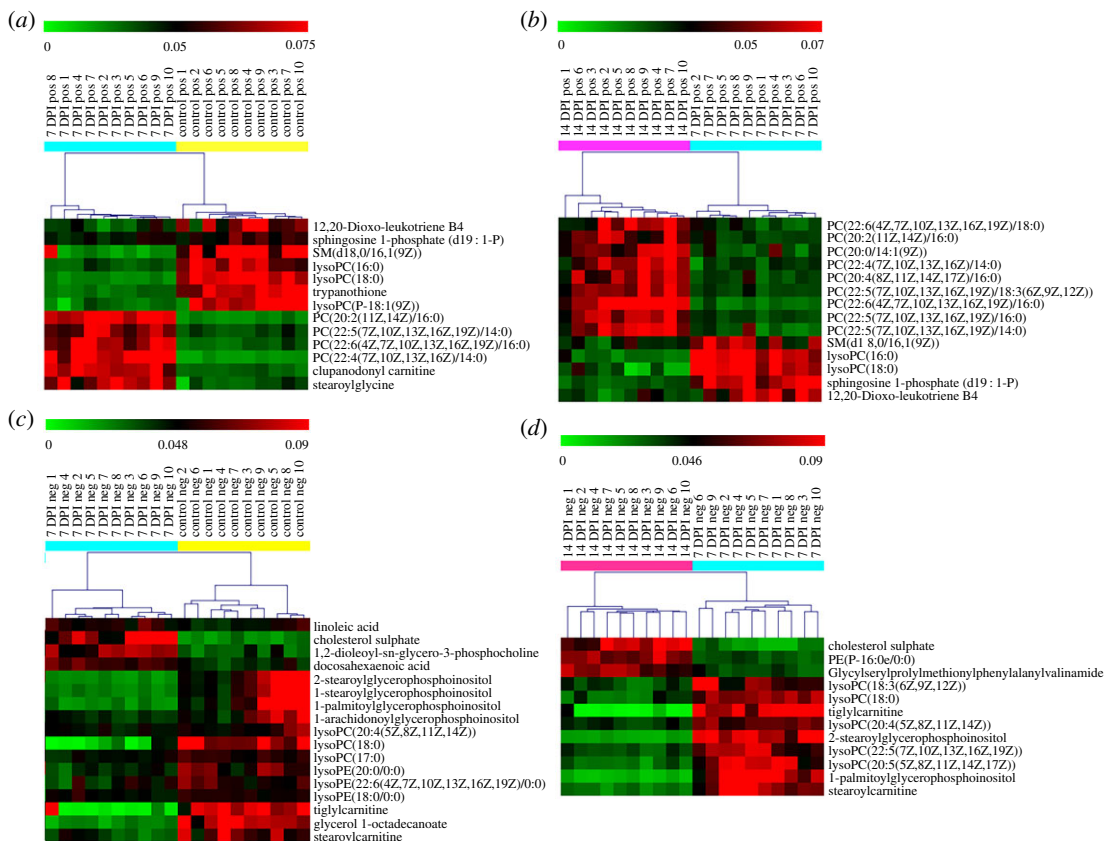 (a)
0
0.05
0.075
7 DPI pos 8
7 DPI pos 1
7 DPI pos 4
7 DPI pos 7
7 DPI pos 2
7 DPI pos 3
7 DPI pos 5
7 DPI pos 6
7 DPI pos 9
7 DPI pos 10
control pos 1
control pos 2
control pos 6
control pos 5
control pos 8
control pos 4
control pos 9
control pos 3
control pos 7
control pos 10
12,20-Dioxo-leukotriene B4
sphingosine 1-phosphate (d19 : 1-P)
SM(d18,0/16,1(9Z))
lysoPC(16:0)
lysoPC(18:0)
trypanothione
lysoPC(P-18:1(9Z))
PC(20:2(11Z,14Z)/16:0)
PC(22:5(7Z,10Z,13Z,16Z,19Z)/14:0)
PC(22:6(4Z,7Z,10Z,13Z,16Z,19Z)/16:0)
PC(22:4(7Z,10Z,13Z,16Z)/14:0)
clupanodonyl carnitine
stearoylglycine
(b)
0
0.05
0.07
14 DPI pos 1
14 DPI pos 6
14 DPI pos 3
14 DPI pos 2
14 DPI pos 5
14 DPI pos 8
14 DPI pos 9
14 DPI pos 4
14 DPI pos 7
14 DPI pos 10
7 DPI pos 2
7 DPI pos 7
7 DPI pos 5
7 DPI pos 8
7 DPI pos 9
7 DPI pos 1
7 DPI pos 4
7 DPI pos 3
7 DPI pos 6
7 DPI pos 10
PC(22:6(4Z,7Z,10Z,13Z,16Z,19Z)/18:0)
PC(20:2(11Z,14Z)/16:0)
PC(20:0/14:1(9Z))
PC(22:4(7Z,10Z,13Z,16Z)/14:0)
PC(20:4(8Z,11Z,14Z,17Z)/16:0)
PC(22:5(7Z,10Z,13Z,16Z,19Z)/18:3(6Z,9Z,12Z))
PC(22:6(4Z,7Z,10Z,13Z,16Z,19Z)/16:0)
PC(22:5(7Z,10Z,13Z,16Z,19Z)/16:0)
PC(22:5(7Z,10Z,13Z,16Z,19Z)/14:0)
SM(d1 8,0/16,1(9Z))
lysoPC(16:0)
lysoPC(18:0)
sphingosine 1-phosphate (d19 : 1-P)
12,20-Dioxo-leukotriene B4
(c)
0
0.048
0.09
7 DPI neg 1
7 DPI neg 4
7 DPI neg 2
7 DPI neg 5
7 DPI neg 7
7 DPI neg 8
7 DPI neg 3
7 DPI neg 6
7 DPI neg 9
7 DPI neg 10
control neg 2
control neg 6
control neg 1
control neg 4
control neg 7
control neg 3
control neg 9
control neg 5
control neg 8
control neg 10
linoleic acid
cholesterol sulphate
1,2-dioleoyl-sn-glycero-3-phosphocholine
docosahexaenoic acid
2-stearoylglycerophosphoinositol
1-stearoylglycerophosphoinositol
1-palmitoylglycerophosphoinositol
1-arachidonoylglycerophosphoinositol
lysoPC(20:4(5Z,8Z,11Z,14Z))
lysoPC(18:0)
lysoPC(17:0)
lysoPE(20:0/0:0)
lysoPE(22:6(4Z,7Z,10Z,13Z,16Z,19Z)/0:0)
lysoPE(18:0/0:0)
tiglylcarnitine
glycerol 1-octadecanoate
stearoylcarnitine
(d)
0
0.046
0.09
14 DPI neg 1
14 DPI neg 2
14 DPI neg 4
14 DPI neg 7
14 DPI neg 5
14 DPI neg 8
14 DPI neg 3
14 DPI neg 9
14 DPI neg 6
14 DPI neg 10
7 DPI neg 6
7 DPI neg 9
7 DPI neg 2
7 DPI neg 4
7 DPI neg 5
7 DPI neg 7
7 DPI neg 1
7 DPI neg 8
7 DPI neg 3
7 DPI neg 10
cholesterol sulphate
PE(P-16:0e/0:0)
Glycylserylprolylmethionylphenylalanylvalinamide
lysoPC(18:3(6Z,9Z,12Z))
lysoPC(18:0)
tiglylcarnitine
lysoPC(20:4(5Z,8Z,11Z,14Z))
2-stearoylglycerophosphoinositol
lysoPC(22:5(7Z,10Z,13Z,16Z,19Z))
lysoPC(20:5(5Z,8Z,11Z,14Z,17Z))
1-palmitoylglycerophosphoinositol
stearoylcarnitine